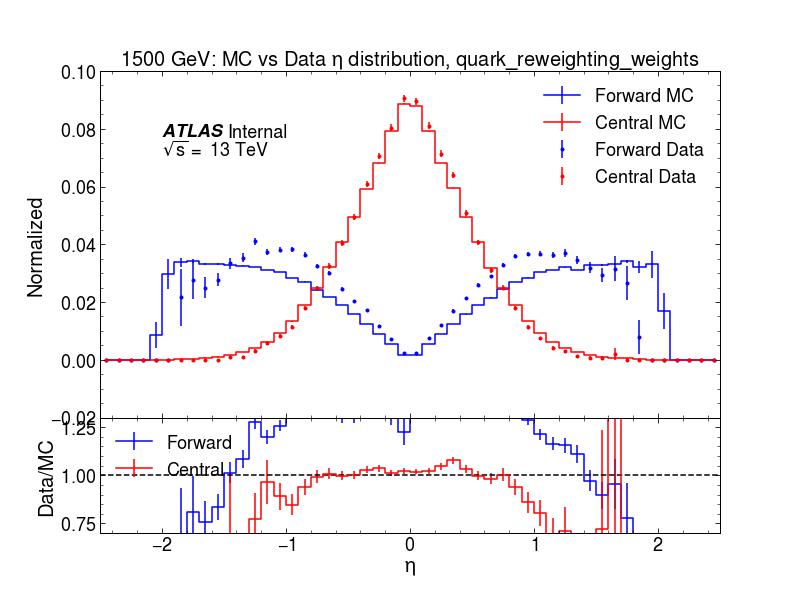 1500 GeV: MC vs Data η distribution, quark_reweighting_weights
0.10
0.08
0.06
0.04
0.02
0.00
−0.02
Normalized
ATLAS Internal
√s = 13 TeV
Forward MC
Central MC
Forward Data
Central Data
1.25
1.00
0.75
Data/MC
Forward
Central
−2
−1
0
1
2
η